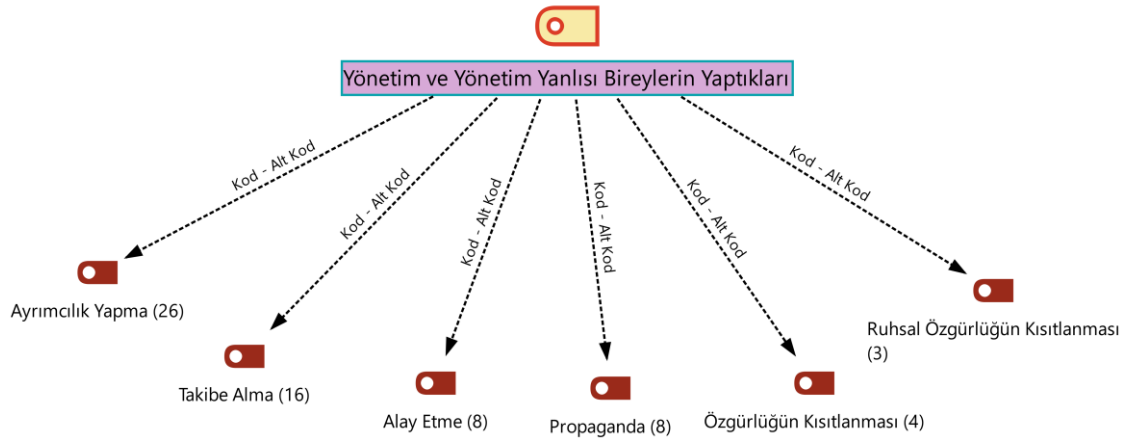 Yönetim ve Yönetim Yanlısı Bireylerin Yaptıkları
Kod - Alt Kod
Kod - Alt Kod
Kod - Alt Kod
Kod - Alt Kod
Kod - Alt Kod
Kod - Alt Kod
Ayrımcılık Yapma (26)
Takibe Alma (16)
Alay Etme (8)
Propaganda (8)
Özgürlüğün Kısıtlanması (4)
Ruhsal Özgürlüğün Kısıtlanması
(3)